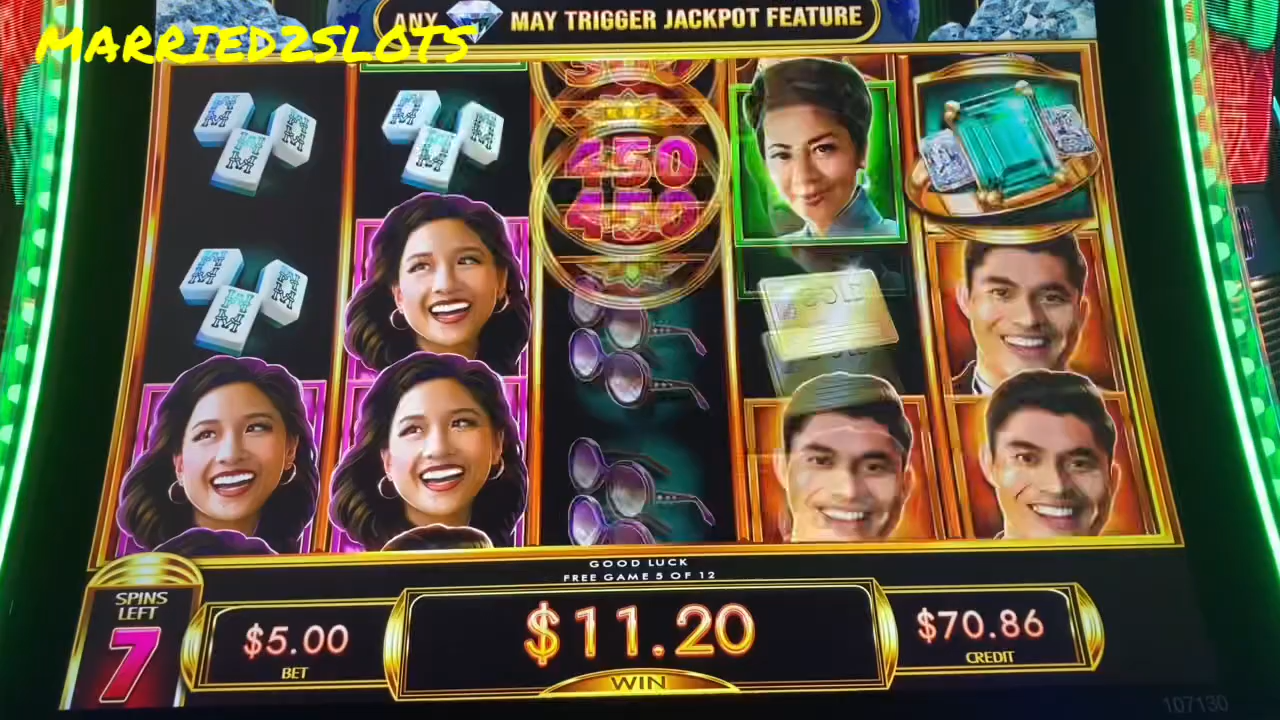 ANY MAY TRIGGER JACKPOT FEATURE
MARRIED2SLOTS
450
450
GOLD
GOOD LUCK
FREE GAME 5 OF 12
SPINS
LEFT
7
$5.00
BET
$11.20
WIN
$70.86
CREDIT
107130